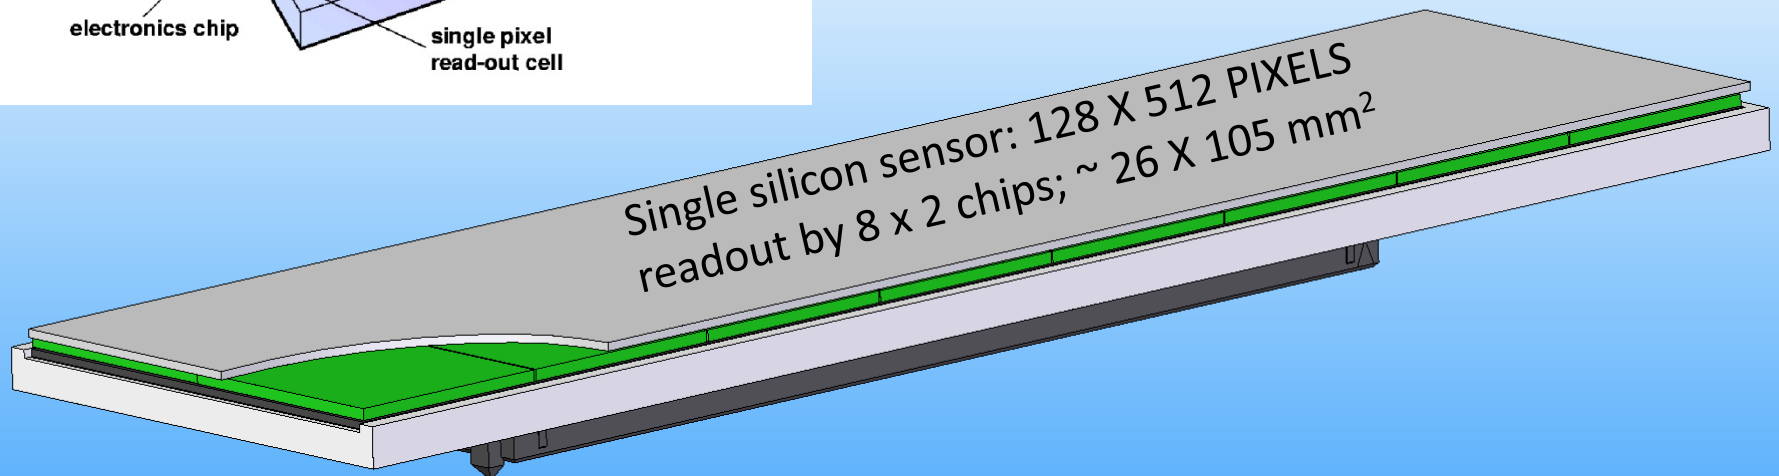 electronics chip
single pixel
read-out cell
Single silicon sensor: 128 X 512 PIXELS
readout by 8 x 2 chips; ~ 26 X 105 mm²